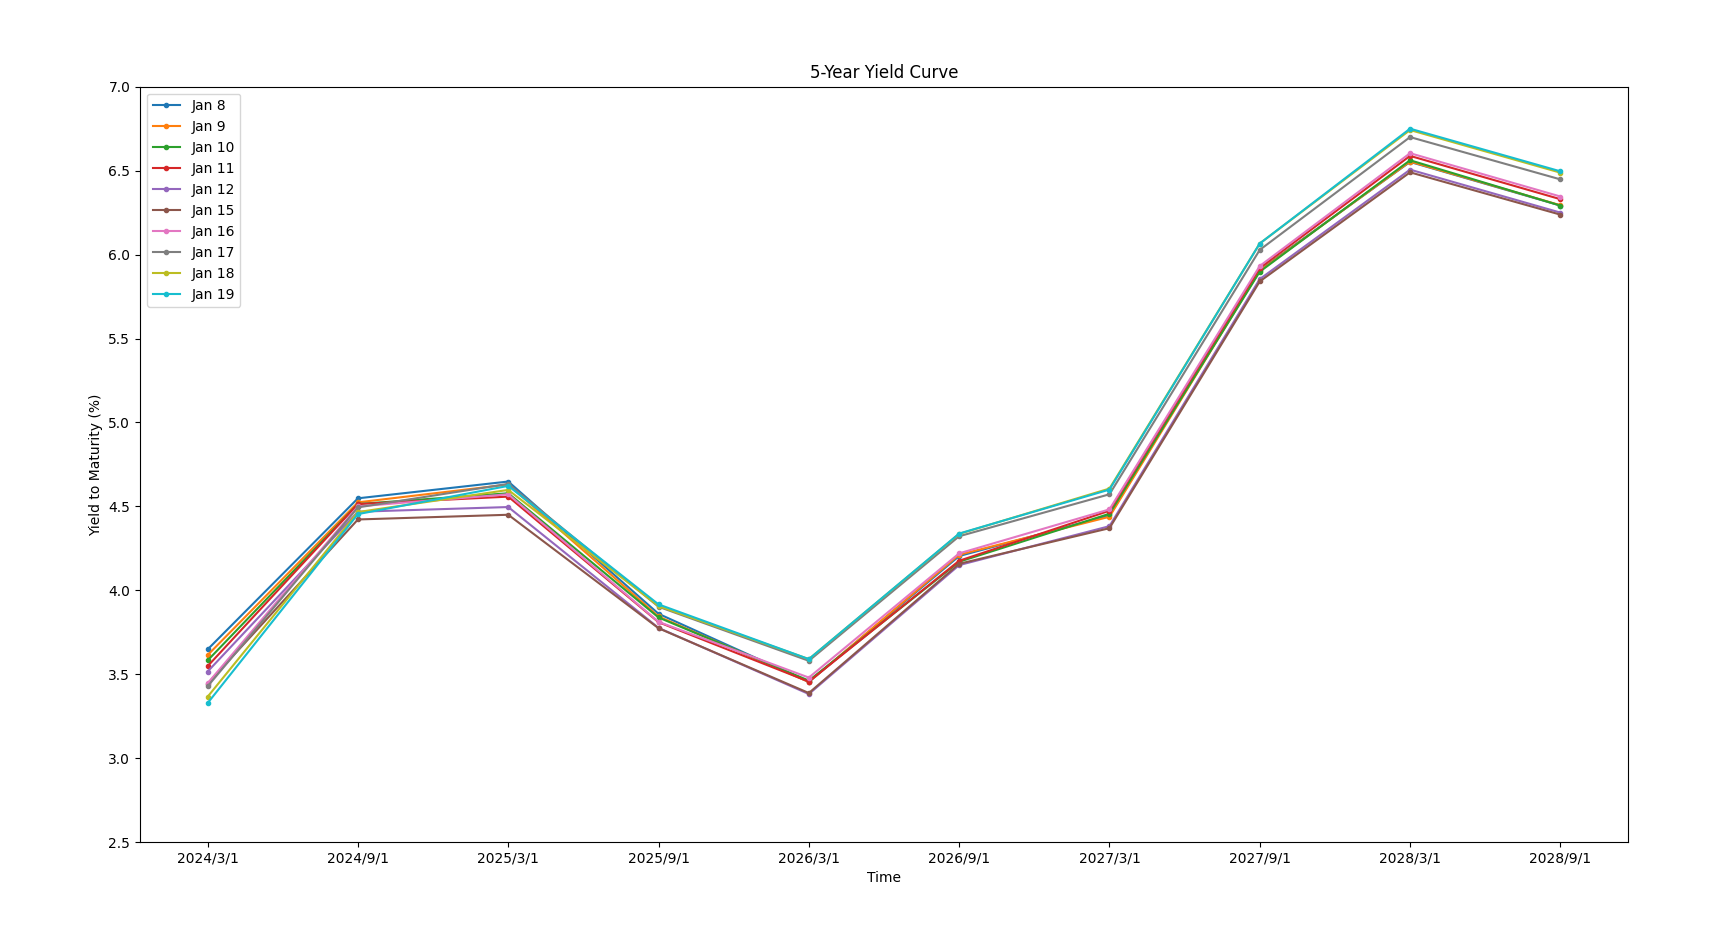 5-Year Yield Curve
7.0
6.5
6.0
5.5
5.0
4.5
4.0
3.5
3.0
2.5
Yield to Maturity (%)
Jan 8
Jan 9
Jan 10
Jan 11
Jan 12
Jan 15
Jan 16
Jan 17
Jan 18
Jan 19
2024/3/1 2024/9/1 2025/3/1 2025/9/1 2026/3/1 2026/9/1 2027/3/1 2027/9/1 2028/3/1 2028/9/1
Time